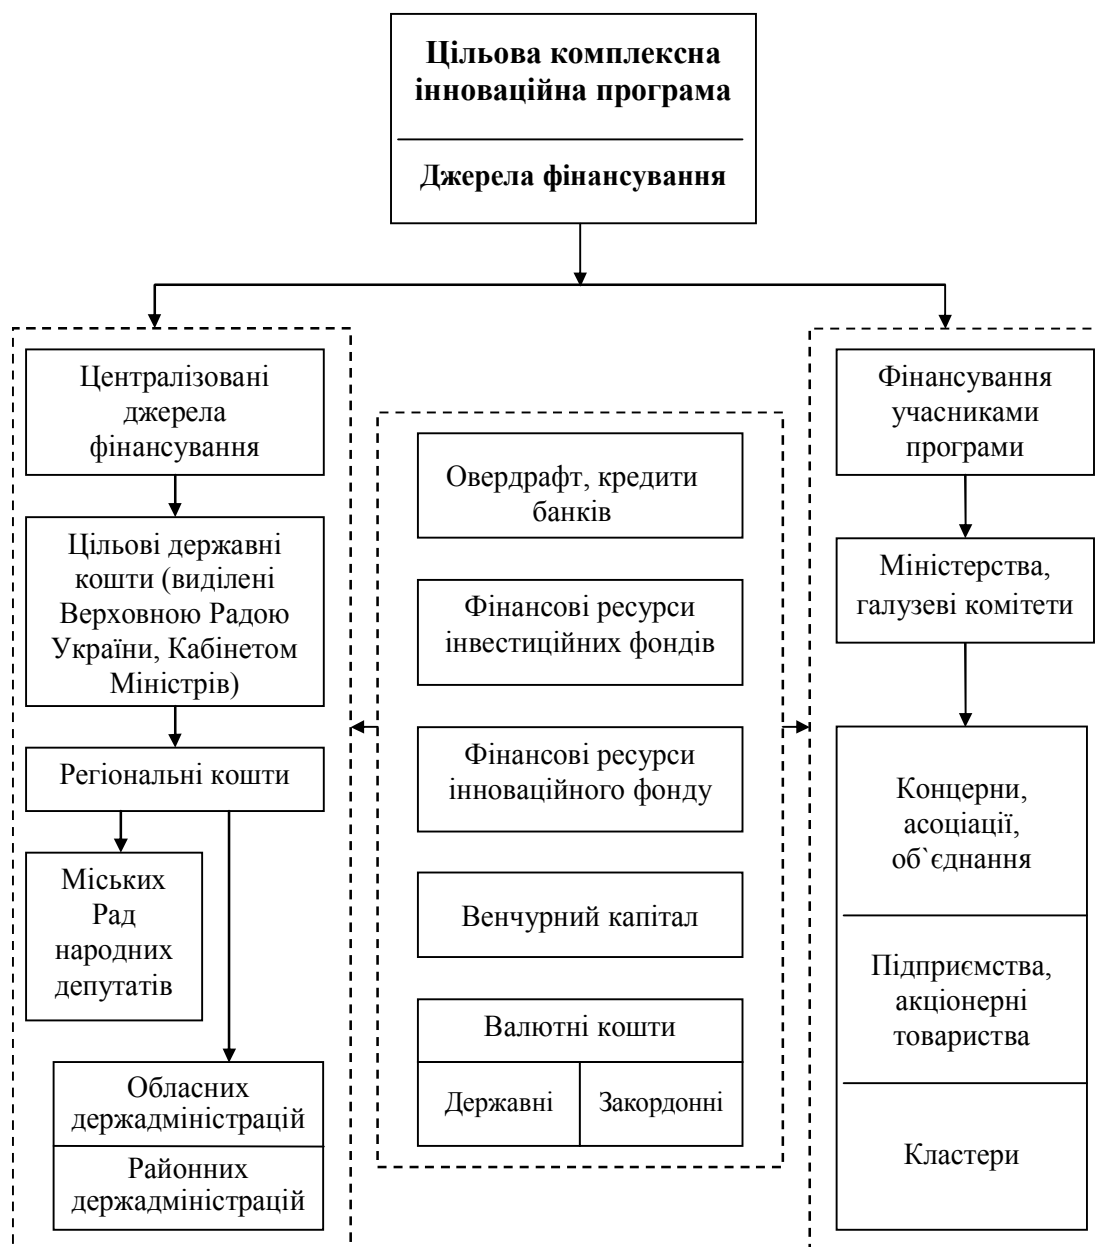 Цільова комплексна
інноваційна програма
Джерела фінансування
Централізовані
джерела
фінансування
Цільові державні
кошти (виділені
Верховною Радою
України, Кабінетом
Міністрів)
Регіональні кошти
Міських
Рад
народних
депутатів
Обласних
держадміністрацій
Районних
держадміністрацій
Овердрафт, кредити
банків
Фінансові ресурси
інвестиційних фондів
Фінансові ресурси
інноваційного фонду
Венчурний капітал
Валютні кошти
Державні
Закордонні
Фінансування
учасниками
програми
Міністерства,
галузеві комітети
Концерни,
асоціації,
об`єднання
Підприємства,
акціонерні
товариства
Кластери